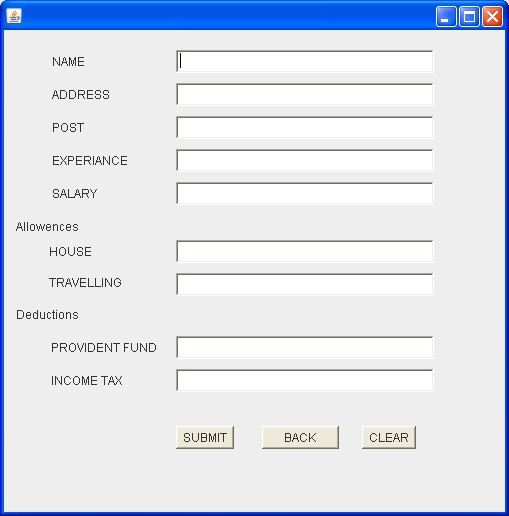 NAME
ADDRESS
POST
EXPERIANCE
SALARY
Allowences
HOUSE
TRAVELLING
Deductions
PROVIDENT FUND
INCOME TAX
SUBMIT BACK CLEAR